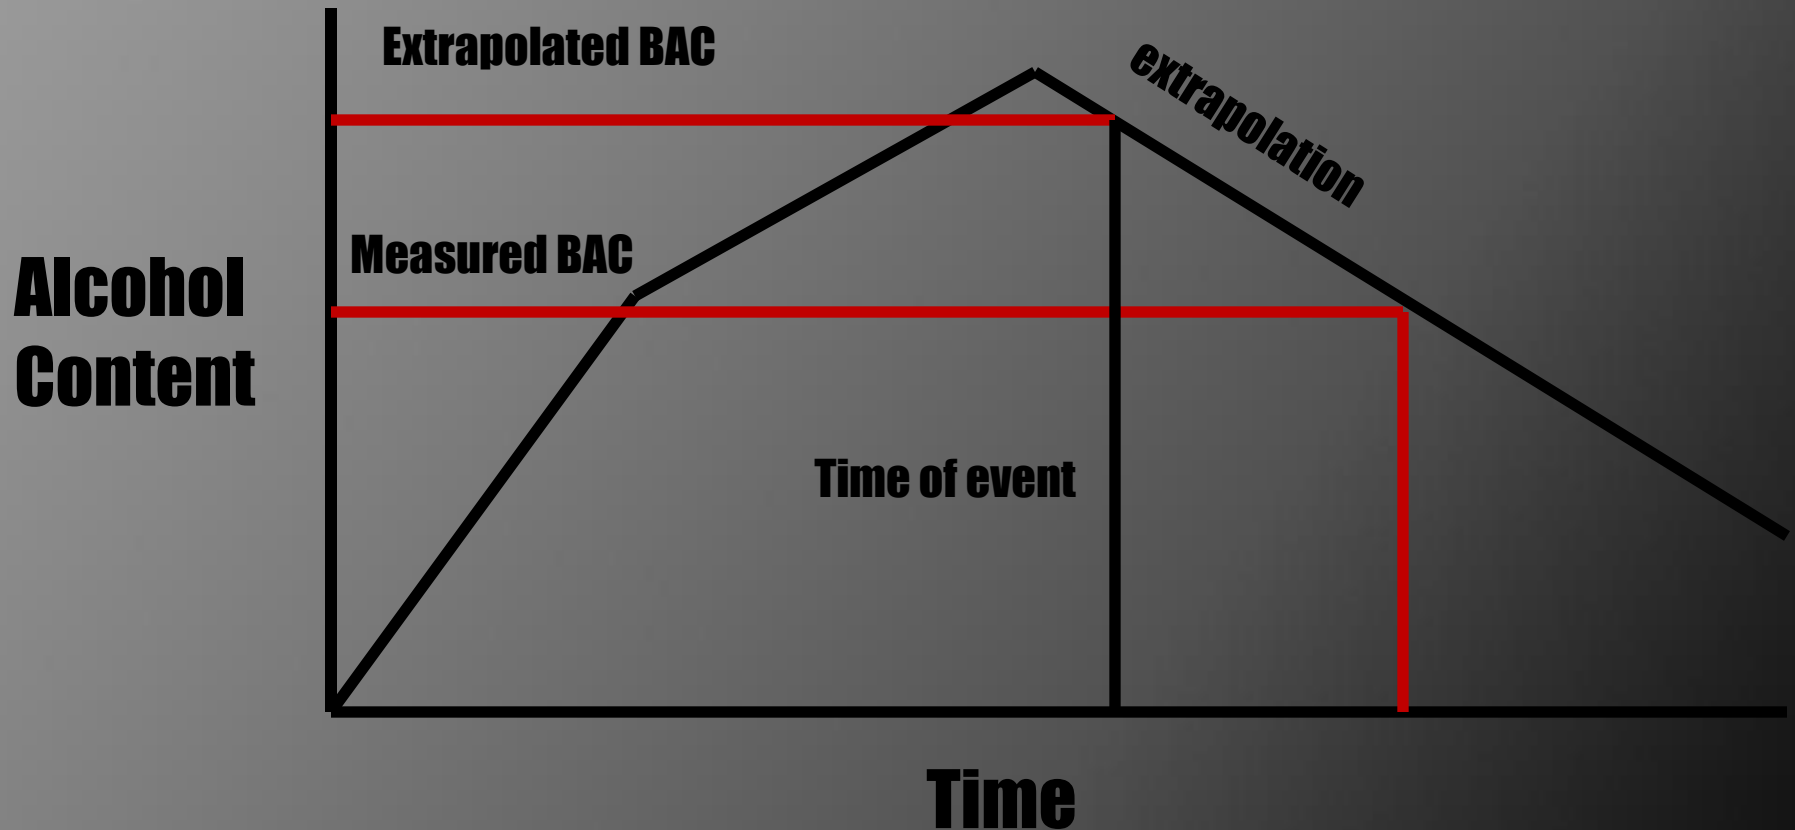 Extrapolated BAC
extrapolation
Measured BAC
Alcohol
Content
Time of event
Time